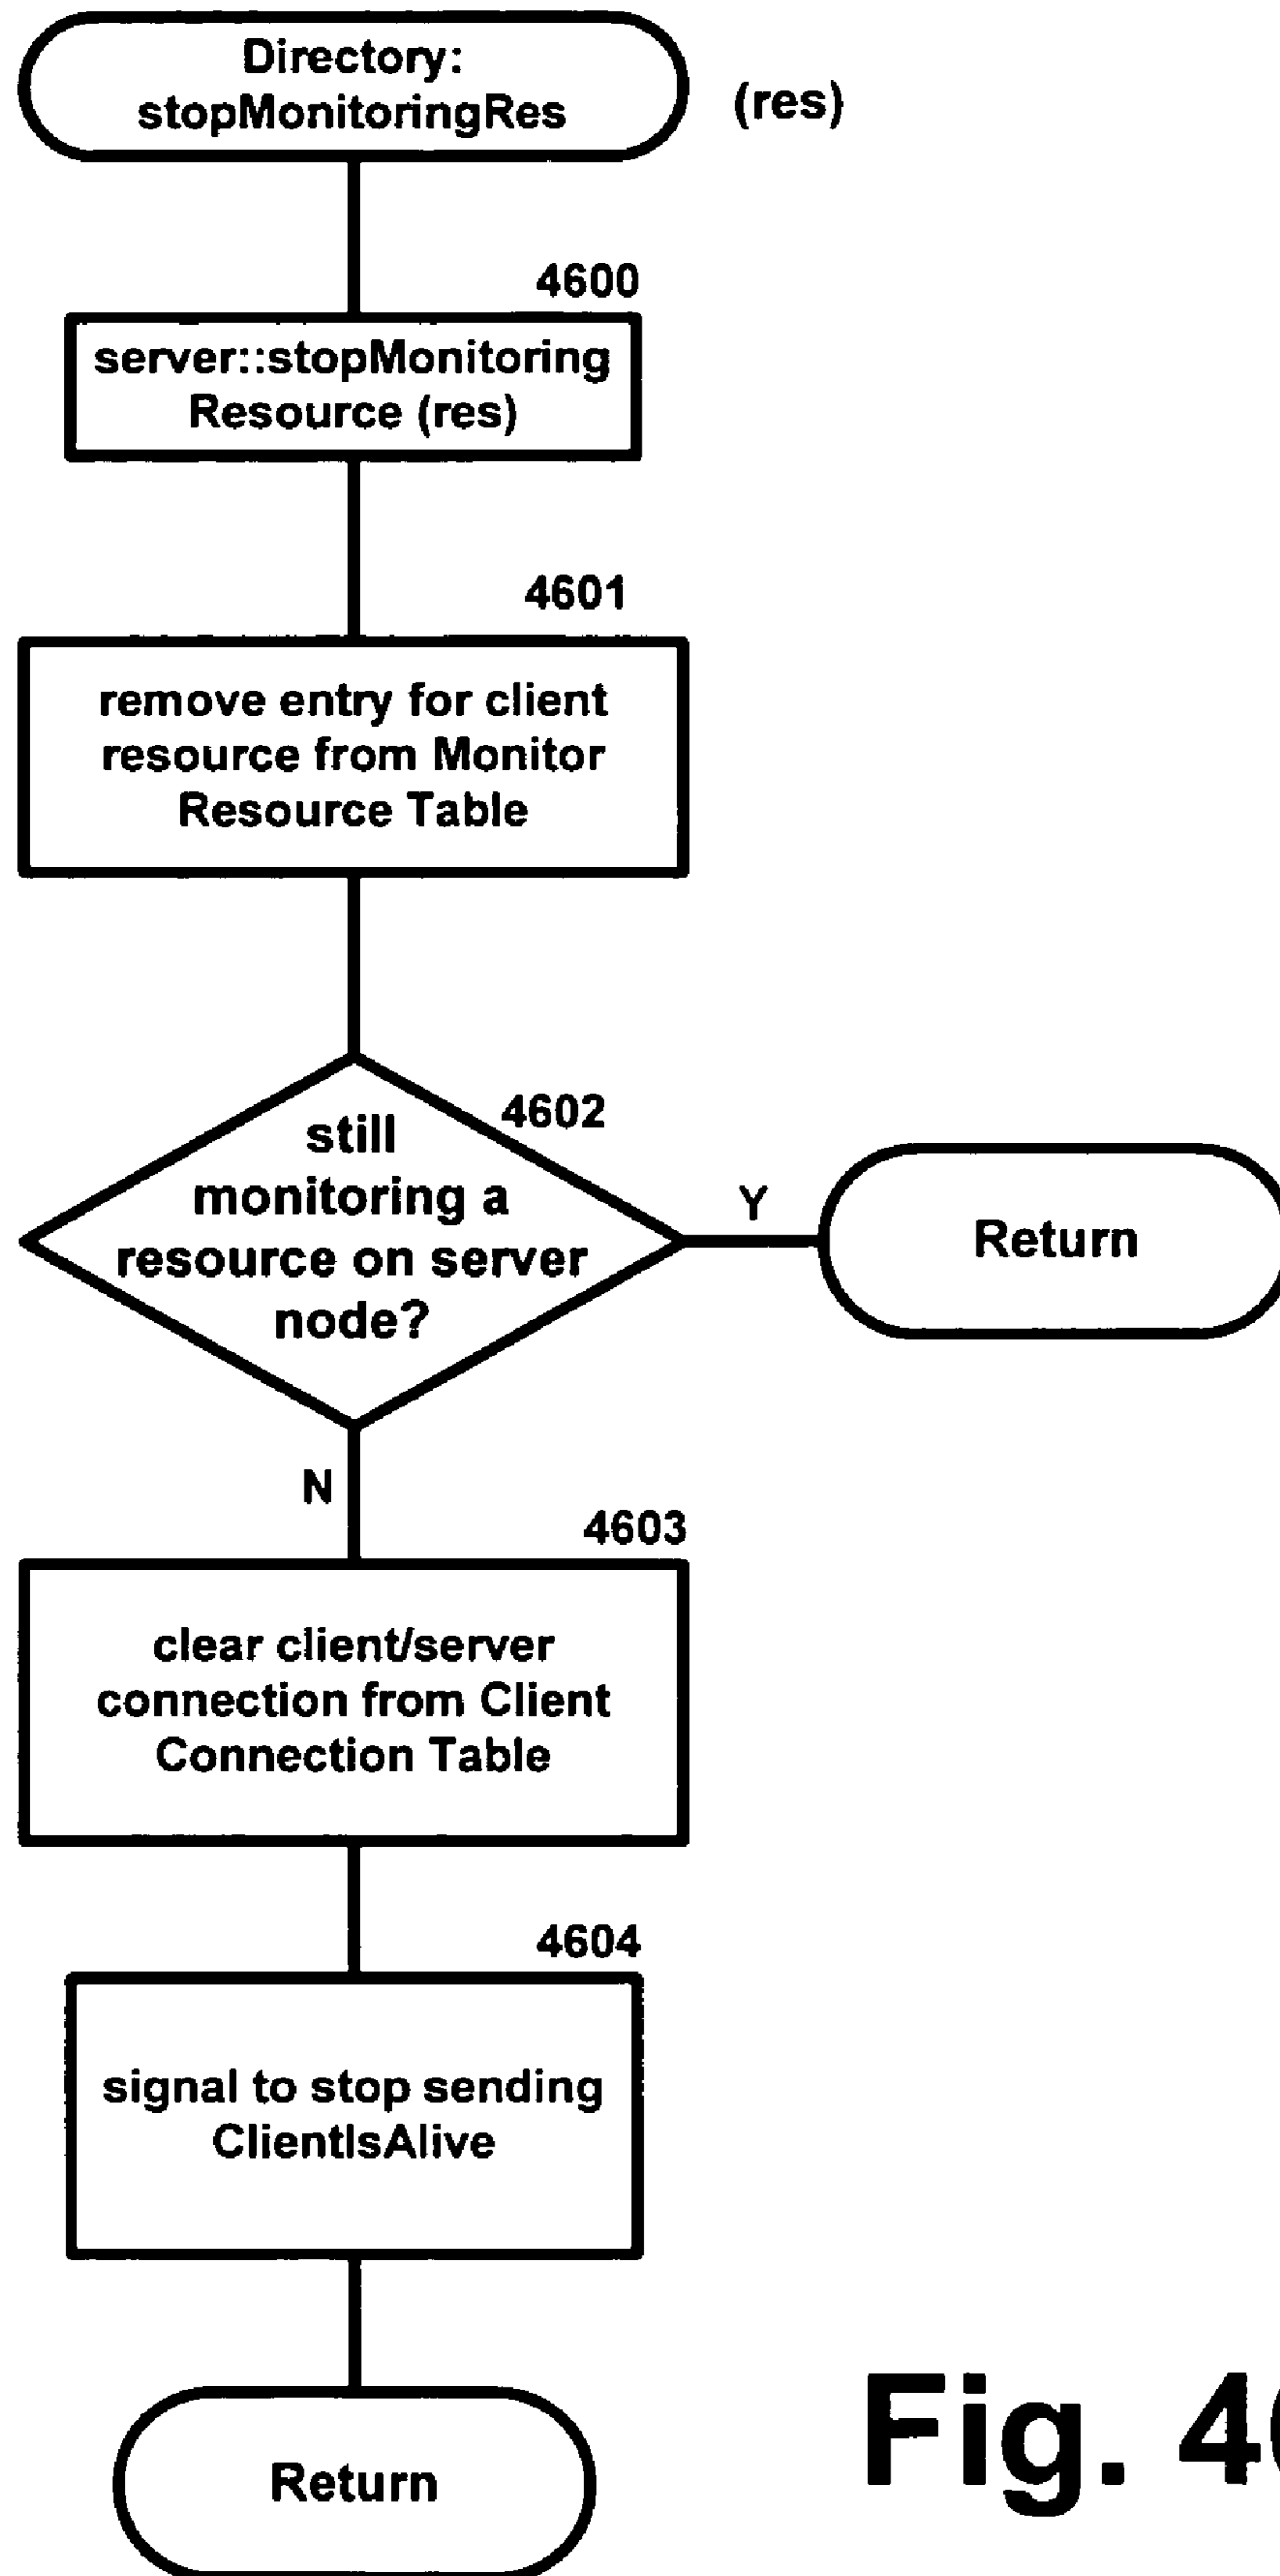 Directory:
stopMonitoringRes
(res)
4600
server::stopMonitoring
Resource (res)
4601
remove entry for client
resource from Monitor
Resource Table
4602
still
monitoring a
resource on server
node?
Y
Return
N
4603
clear client/server
connection from Client
Connection Table
4604
signal to stop sending
ClientIsAlive
Return
Fig.